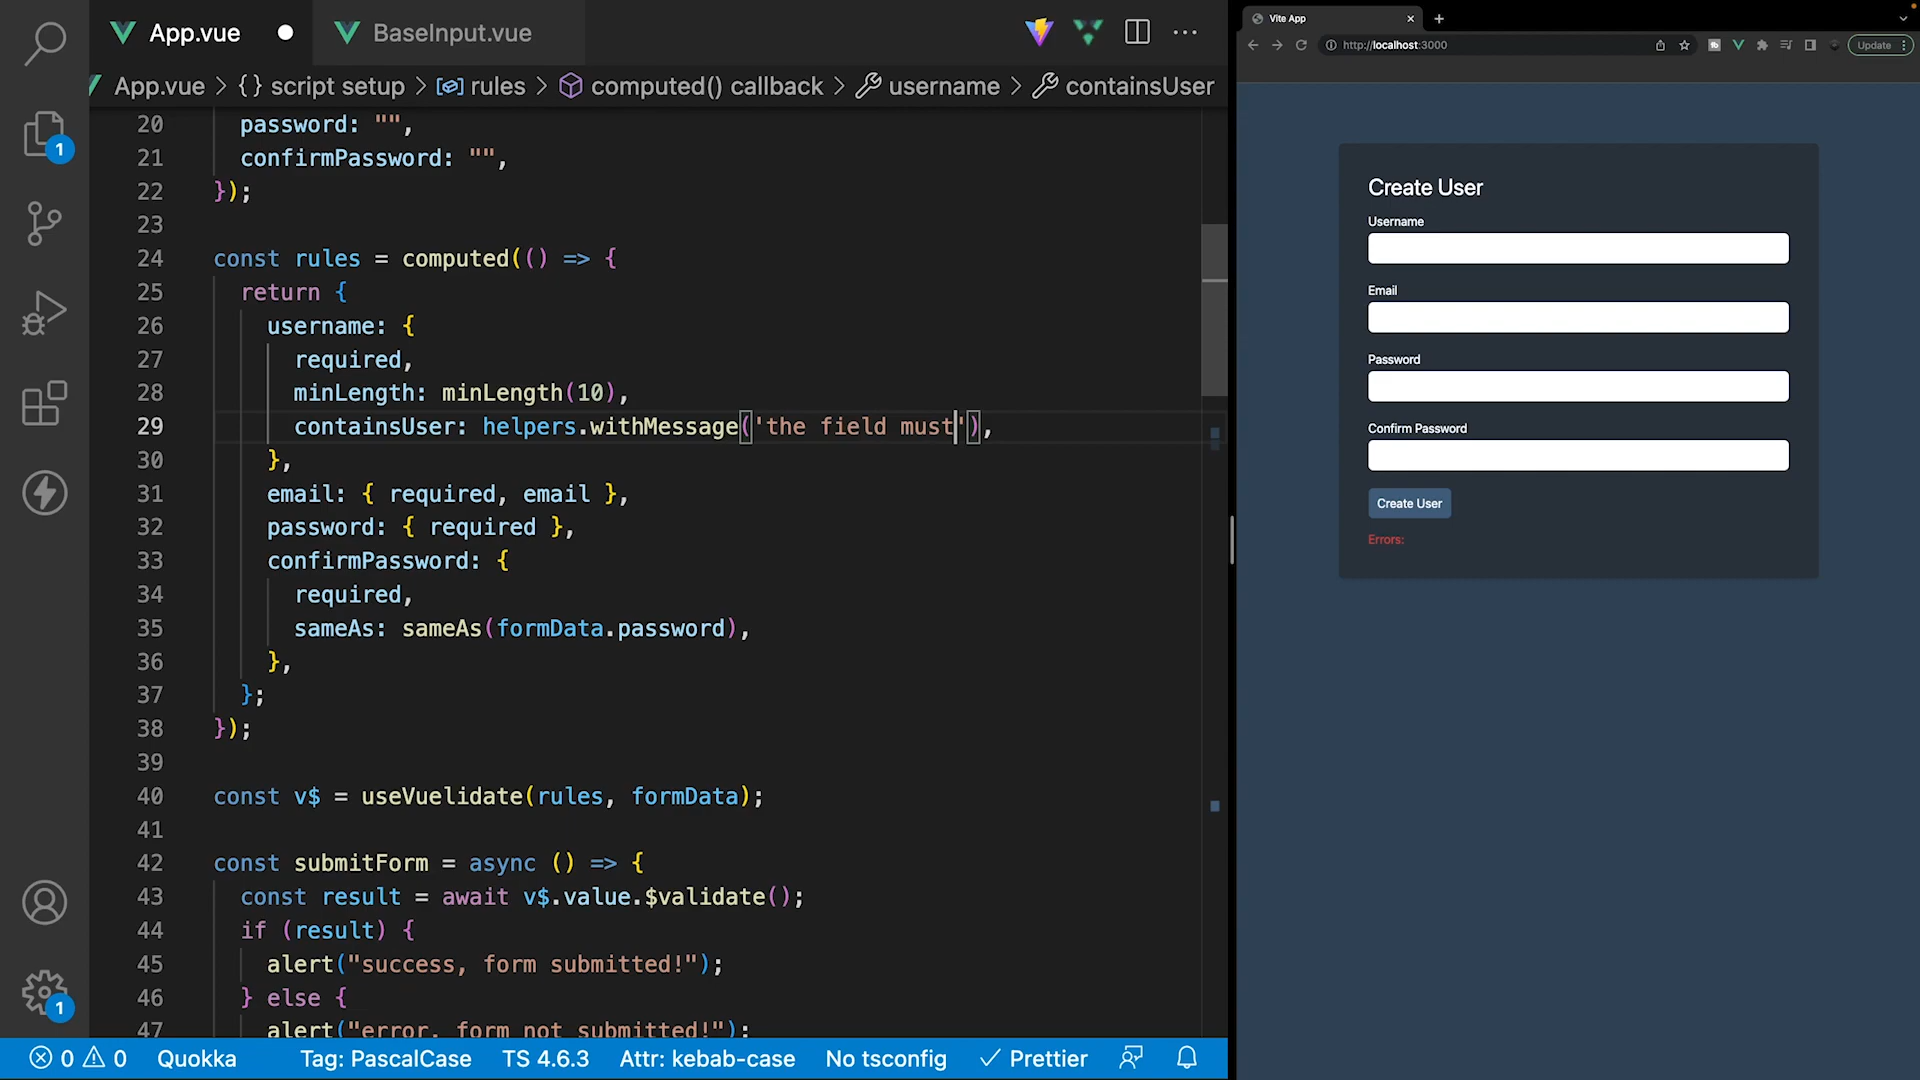 App.vue
BaseInput.vue
App.vue > {} script setup > rules > computed() callback > username > containsUser
20 password: "",
21 confirmPassword: "",
22 });
23
24 const rules = computed(() => {
25 return {
26 username: {
27 required,
28 minLength: minLength(10),
29 containsUser: helpers.withMessage('the field must'),
30 },
31 email: { required, email },
32 password: { required },
33 confirmPassword: {
34 required,
35 sameAs: sameAs(formData.password),
36 },
37 };
38 });
39
40 const v$ = useVuelidate(rules, formData);
41
42 const submitForm = async () => {
43 const result = await v$.value.$validate();
44 if (result) {
45 alert("success, form submitted!");
46 } else {
47 alert("error, form not submitted!");
1
1
0 0 Quokka Tag: PascalCase TS 4.6.3 Attr: kebab-case No tsconfig Prettier
Vite App
http://localhost:3000
Update
Create User
Username
Email
Password
Confirm Password
Create User
Errors: